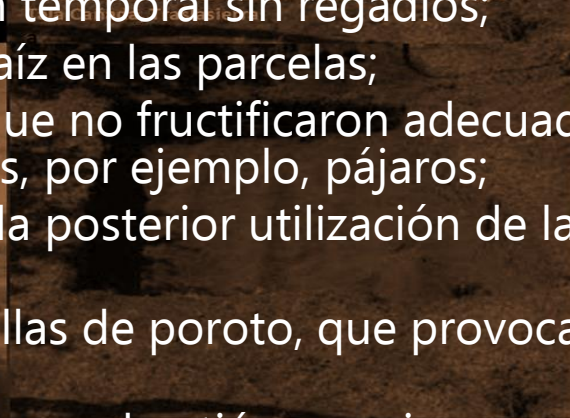 temporal sin regadíos;
aíz en las parcelas;
ue no fructificaron adecuad
s, por ejemplo, pájaros;
la posterior utilización de la
llas de poroto, que provoca